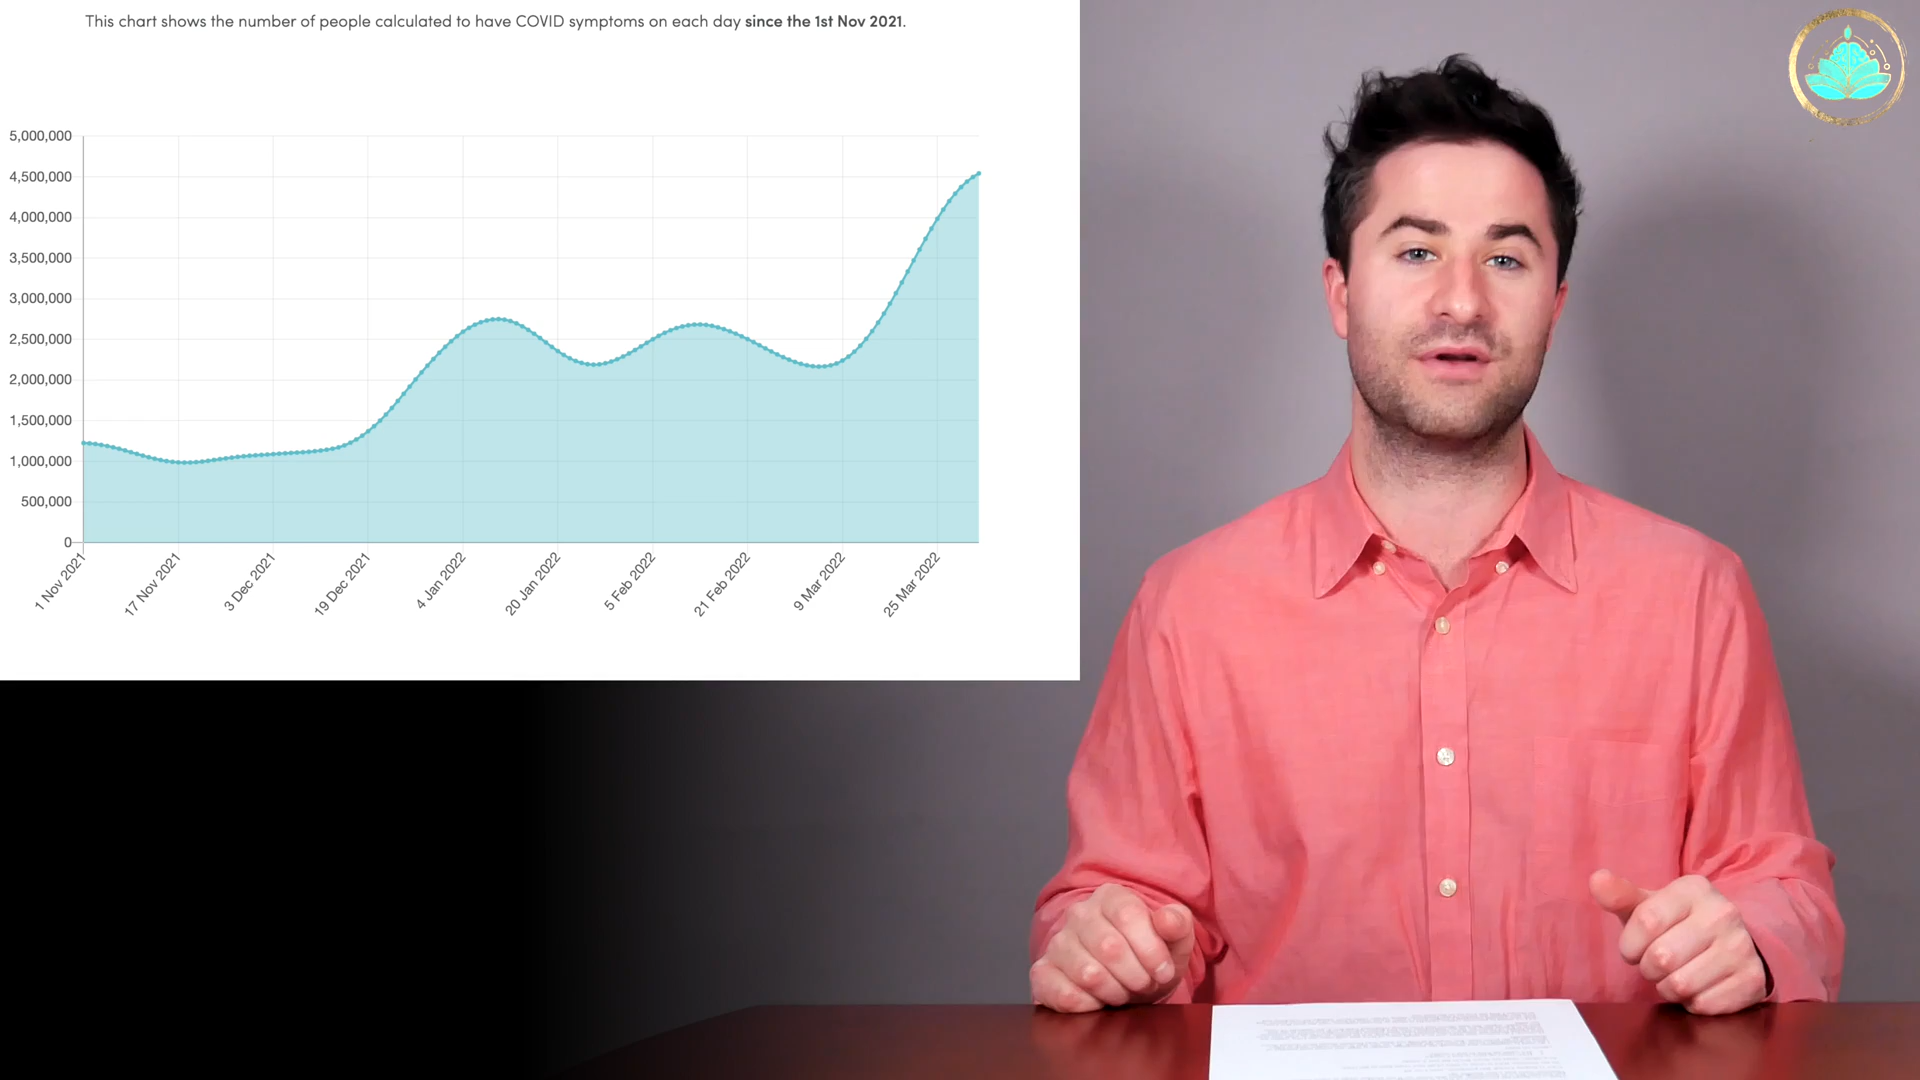 This chart shows the number of people calculated to have COVID symptoms on each day since the 1st Nov 2021.
5,000,000
4,500,000
4,000,000
3,500,000
3,000,000
2,500,000
2,000,000
1,500,000
1,000,000
500,000
0
1 Nov 2021
17 Nov 2021
3 Dec 2021
19 Dec 2021
4 Jan 2022
20 Jan 2022
5 Feb 2022
21 Feb 2022
9 Mar 2022
25 Mar 2022